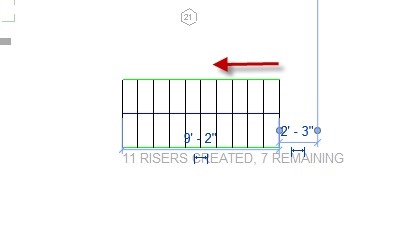 21
9' - 2"
2' - 3"
11 RISERS CREATED, 7 REMAINING